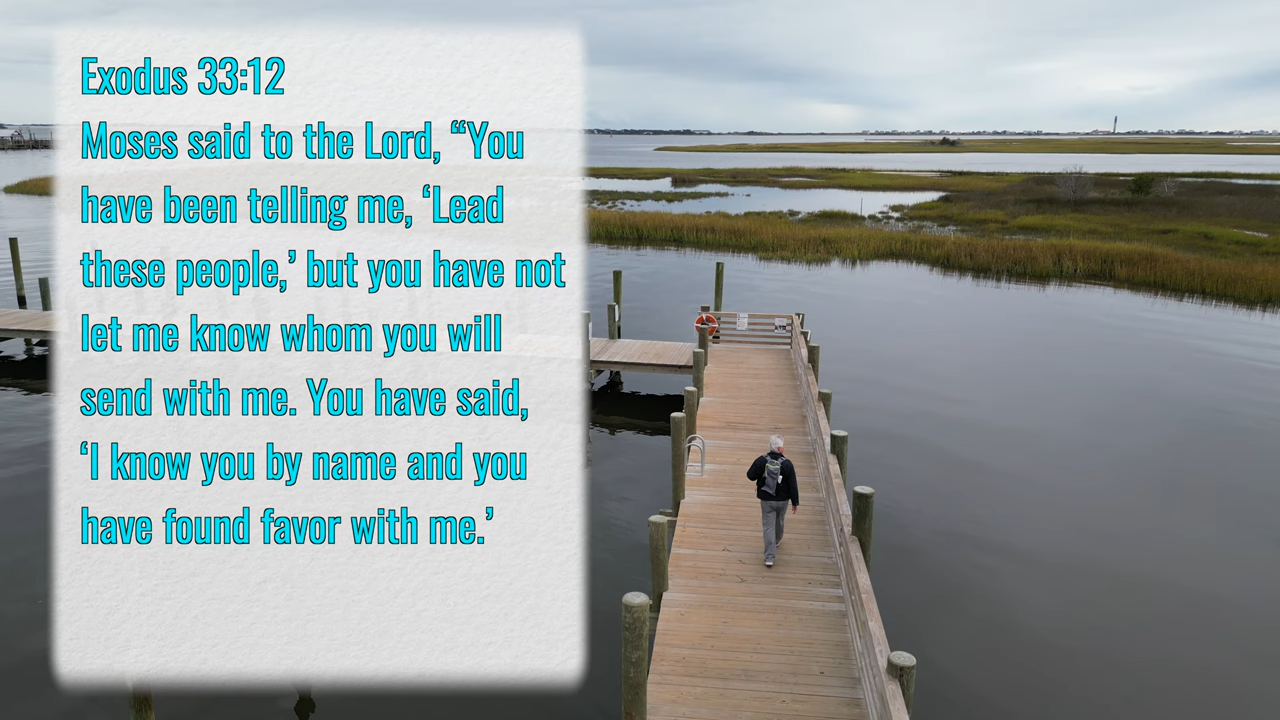 Exodus 33:12
Moses said to the Lord, “You
have been telling me, ‘Lead
these people,’ but you have not
let me know whom you will
send with me. You have said,
‘I know you by name and you
have found favor with me.’